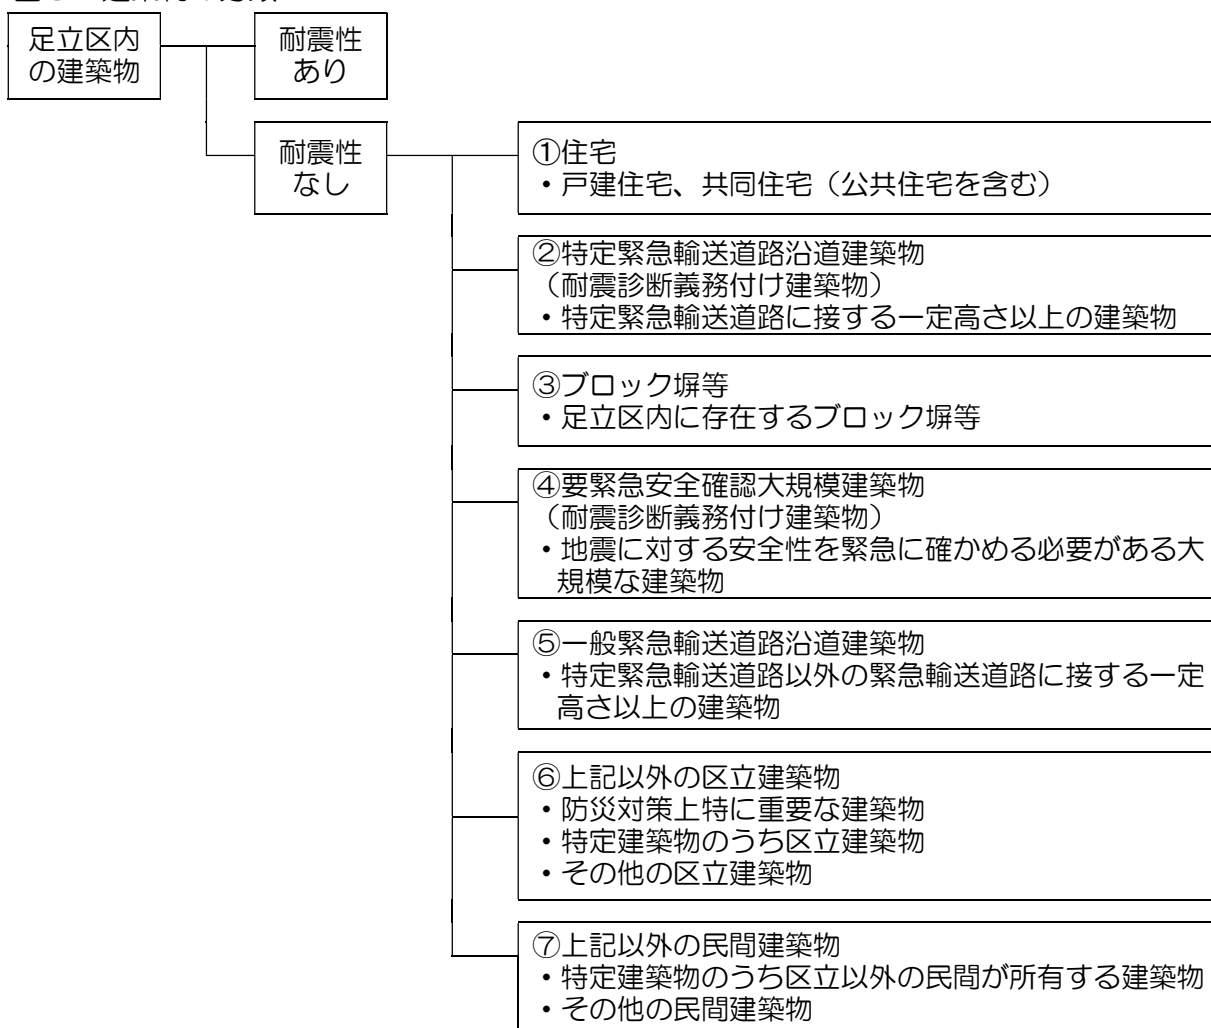 足立区内
の建築物
耐震性
あり
耐震性
なし
①住宅
・戸建住宅、共同住宅（公共住宅を含む）
②特定緊急輸送道路沿道建築物
（耐震診断義務付け建築物）
・特定緊急輸送道路に接する一定高さ以上の建築物
③ブロック塀等
・足立区内に存在するブロック塀等
④要緊急安全確認大規模建築物
（耐震診断義務付け建築物）
・地震に対する安全性を緊急に確かめる必要がある大
規模な建築物
⑤一般緊急輸送道路沿道建築物
・特定緊急輸送道路以外の緊急輸送道路に接する一定
高さ以上の建築物
⑥上記以外の区立建築物
・防災対策上特に重要な建築物
・特定建築物のうち区立建築物
・その他の区立建築物
⑦上記以外の民間建築物
・特定建築物のうち区立以外の民間が所有する建築物
・その他の民間建築物